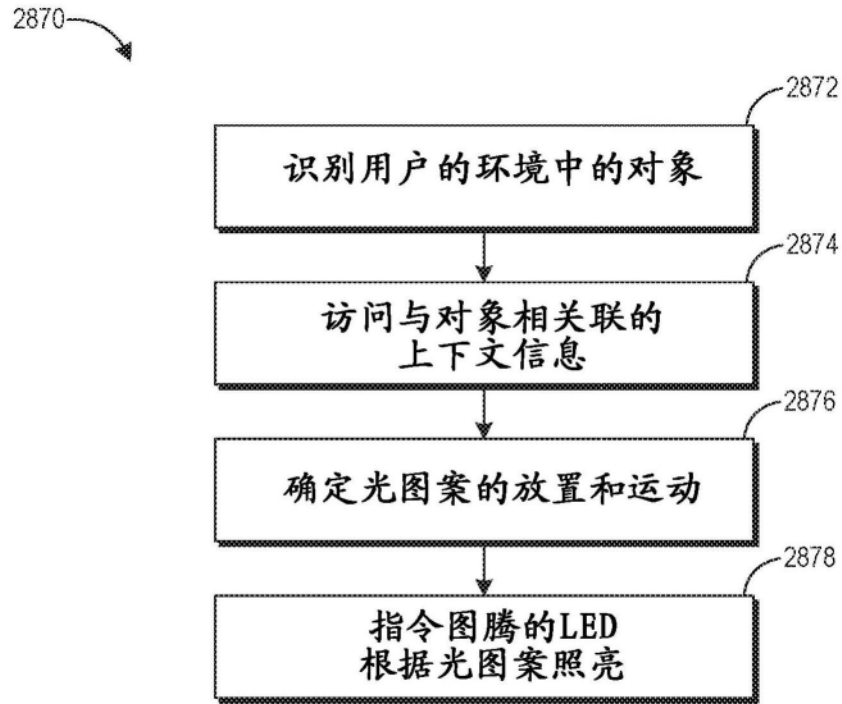 2870
2872
识别用户的环境中的对象
2874
访问与对象相关联的
上下文信息
2876
确定光图案的放置和运动
2878
指令图腾的LED
根据光图案照亮